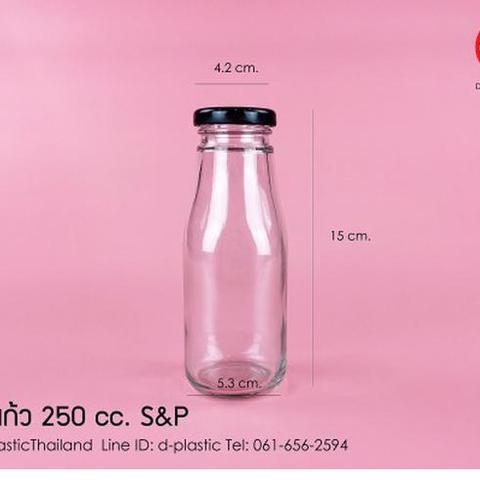 4.2 cm.
15 cm.
5.3 cm.
แก้ว 250 cc. S&P
asticThailand Line ID: d-plastic Tel: 061-656-2594